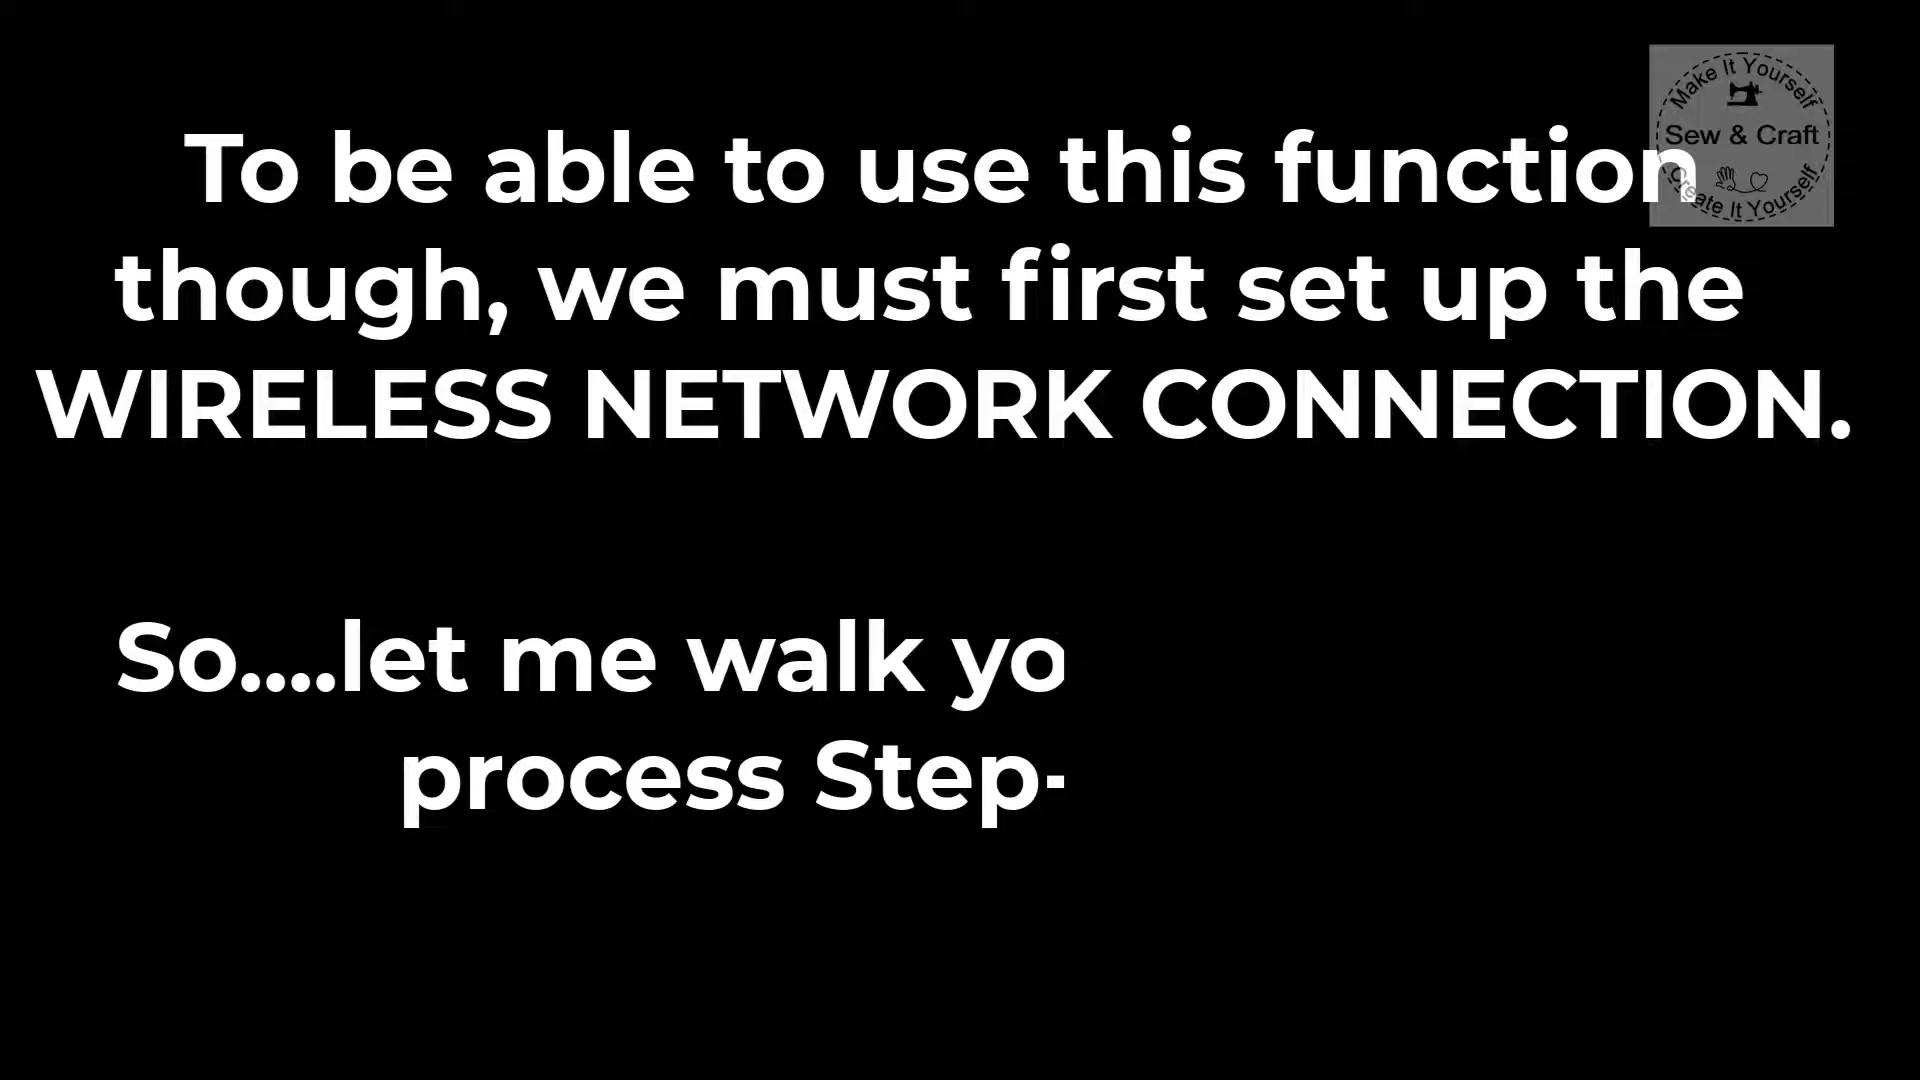 To be able to use this function
though, we must first set up the
WIRELESS NETWORK CONNECTION.
So....let me walk yo
process Step-
Make It Yourself
Sew & Craft
Create It Yourself